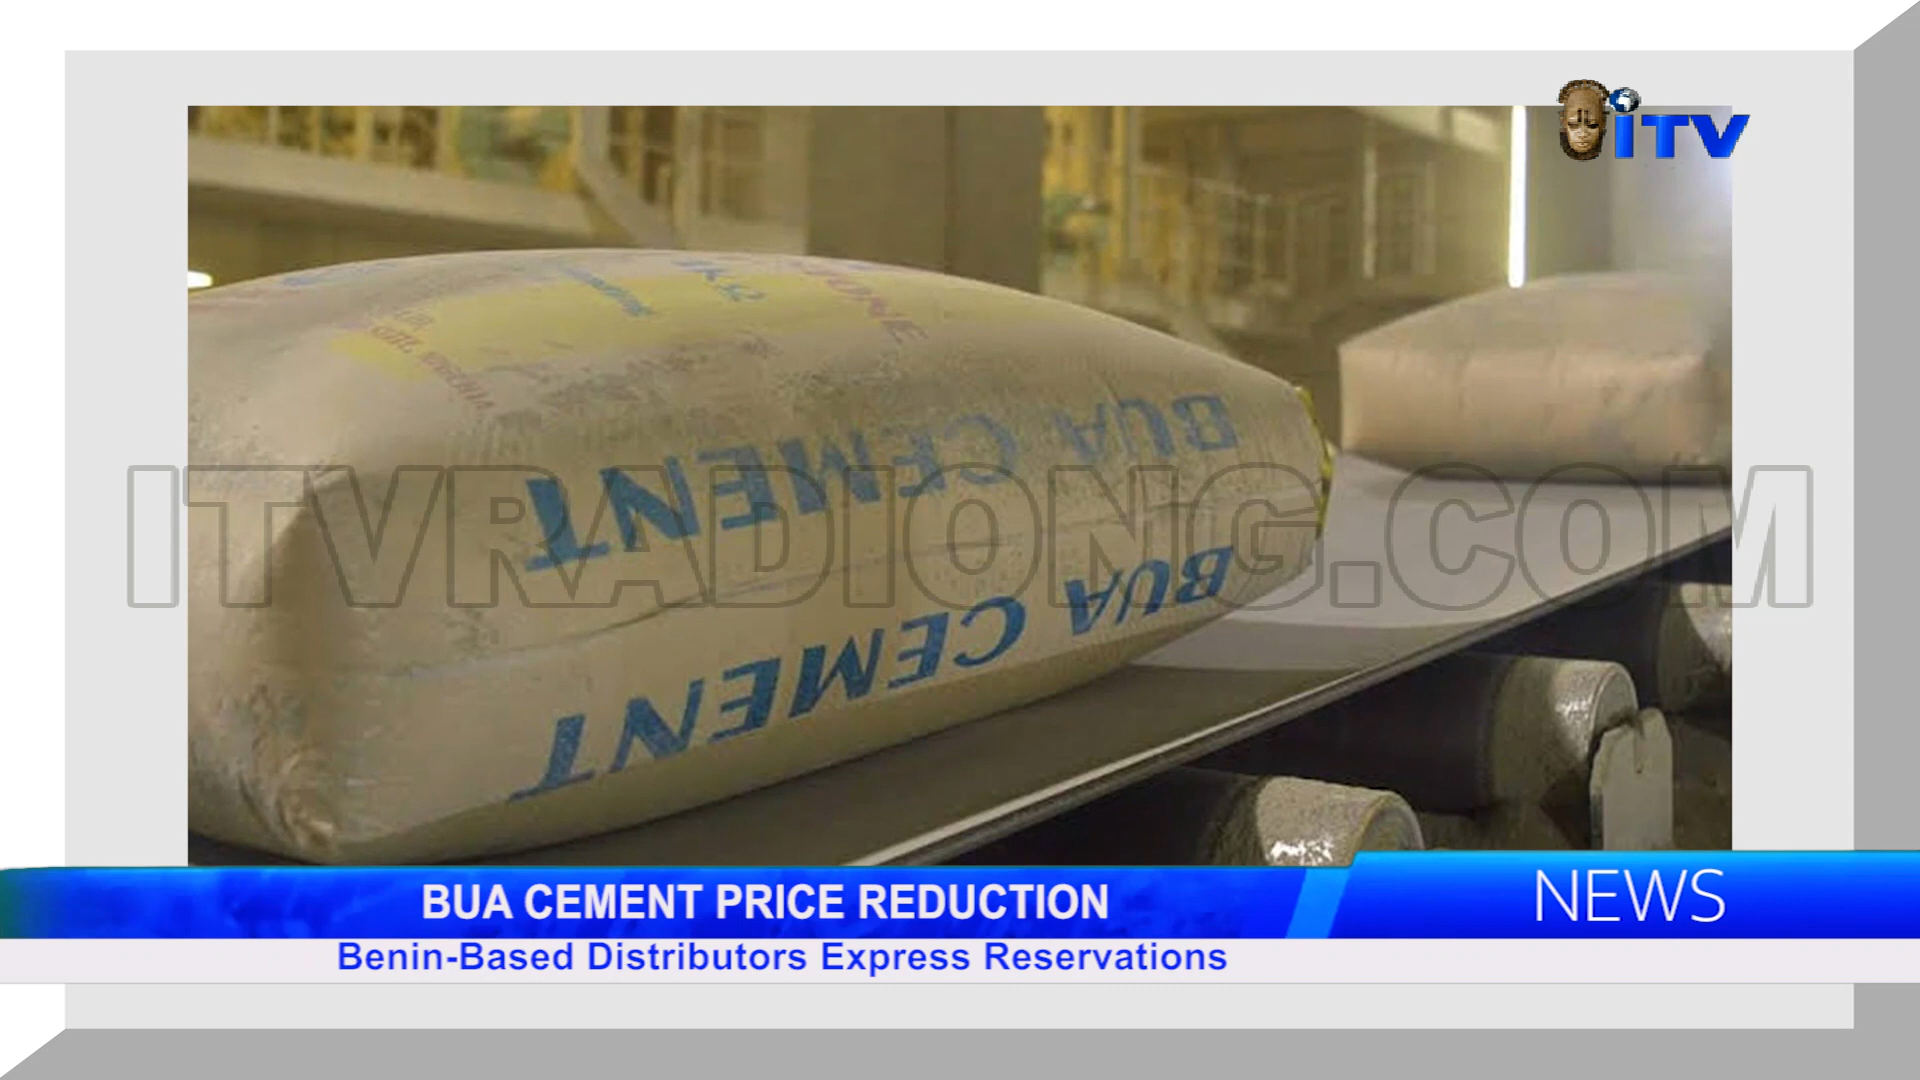 iTV
BUA CEMENT
BUA CEMENT
ITVRADIONG.COM
BUA CEMENT PRICE REDUCTION
NEWS
Benin-Based Distributors Express Reservations